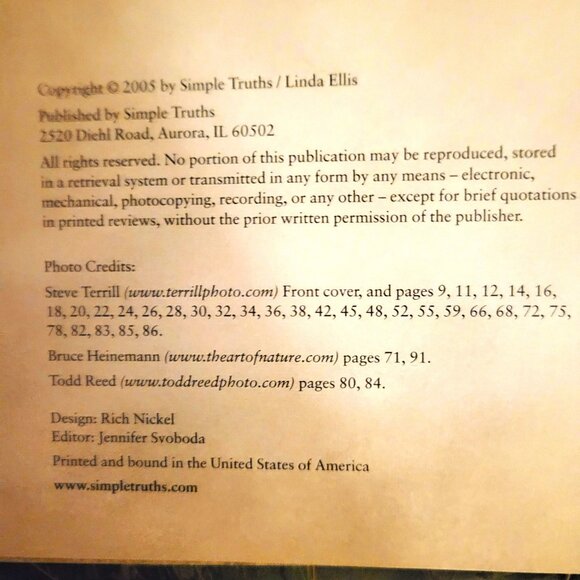 Copyright © 2005 by Simple Truths / Linda Ellis
Published by Simple Truths
2520 Diehl Road, Aurora, IL 60502
All rights reserved. No portion of this publication may be reproduced, stored
in a retrieval system or transmitted in any form by any means – electronic,
mechanical, photocopying, recording, or any other – except for brief quotations
in printed reviews, without the prior written permission of the publisher.
Photo Credits:
Steve Terrill (www.terrillphoto.com) Front cover, and pages 9, 11, 12, 14, 16,
18, 20, 22, 24, 26, 28, 30, 32, 34, 36, 38, 42, 45, 48, 52, 55, 59, 66, 68, 72, 75,
78, 82, 83, 85, 86.
Bruce Heinemann (www.theartofnature.com) pages 71, 91.
Todd Reed (www.toddreedphoto.com) pages 80, 84.
Design: Rich Nickel
Editor: Jennifer Svoboda
Printed and bound in the United States of America
www.simpletruths.com